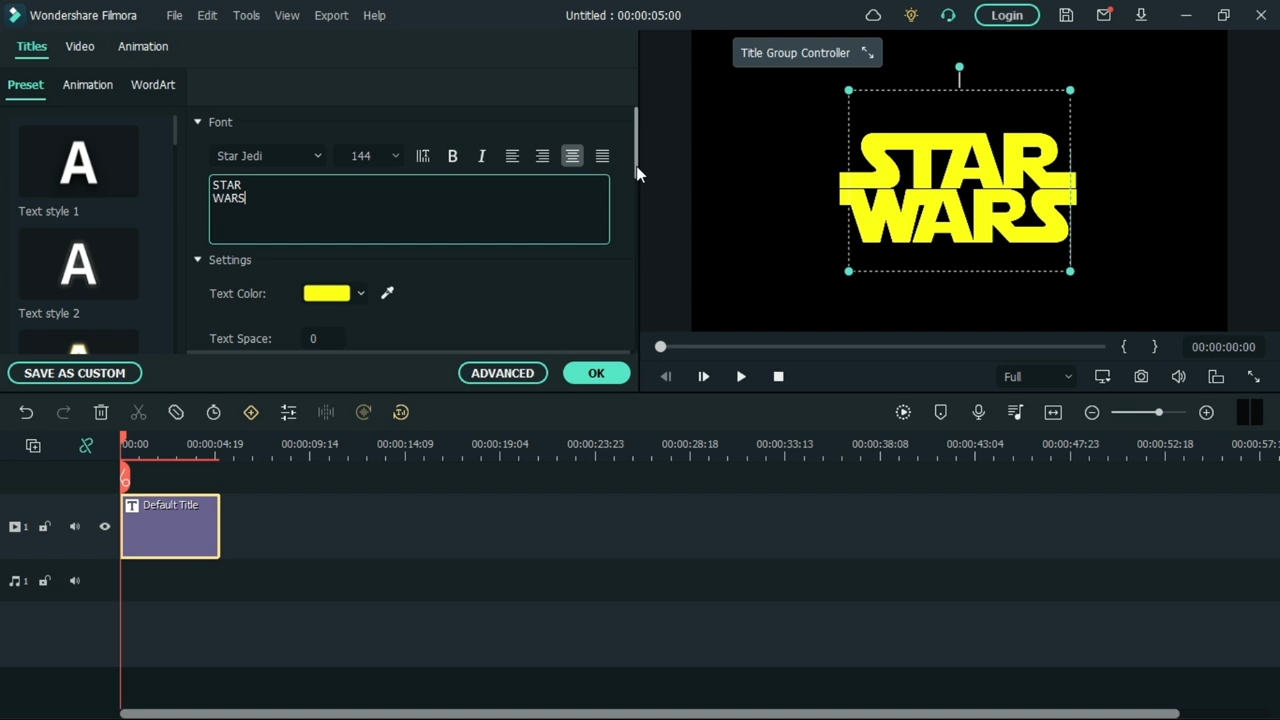 Wondershare Filmora File Edit Tools View Export Help Untitled : 00:00:05:00 Login
Titles Video Animation
Preset Animation WordArt
Title Group Controller
Font
Star Jedi 144 B I
STAR
WARS
A
Text style 1
Settings
Text Color:
A
Text style 2
Text Space: 0
STAR
WARS
{ } 00:00:00:00
SAVE AS CUSTOM ADVANCED OK
Full
00:00 00:00:04:19 00:00:09:14 00:00:14:09 00:00:19:04 00:00:23:23 00:00:28:18 00:00:33:13 00:00:38:08 00:00:43:04 00:00:47:23 00:00:52:18 00:00:57:
T Default Title
1
1